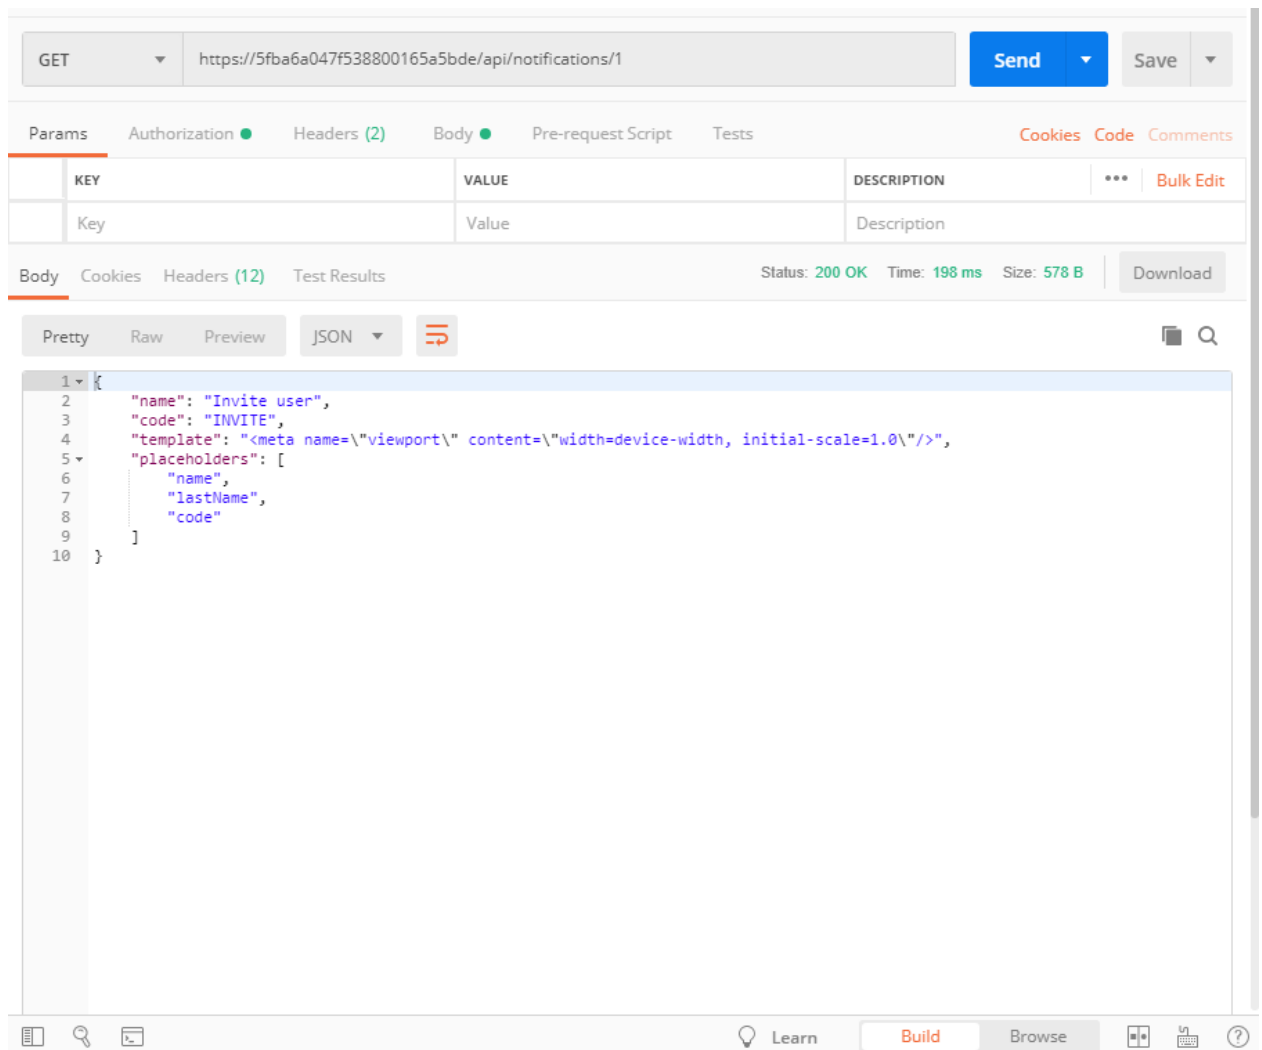 GET https://5fba6a047f538800165a5bde/api/notifications/1 Send Save
Params Authorization Headers (2) Body Pre-request Script Tests Cookies Code Comments
KEY VALUE DESCRIPTION Bulk Edit
Key Value Description
Body Cookies Headers (12) Test Results Status: 200 OK Time: 198 ms Size: 578 B Download
Pretty Raw Preview JSON
1 {
2 "name": "Invite user",
3 "code": "INVITE",
4 "template": "<meta name=\"viewport\" content=\"width=device-width, initial-scale=1.0\"/>",
5 "placeholders": [
6 "name",
7 "lastName",
8 "code"
9 ]
10 }
Learn Build Browse